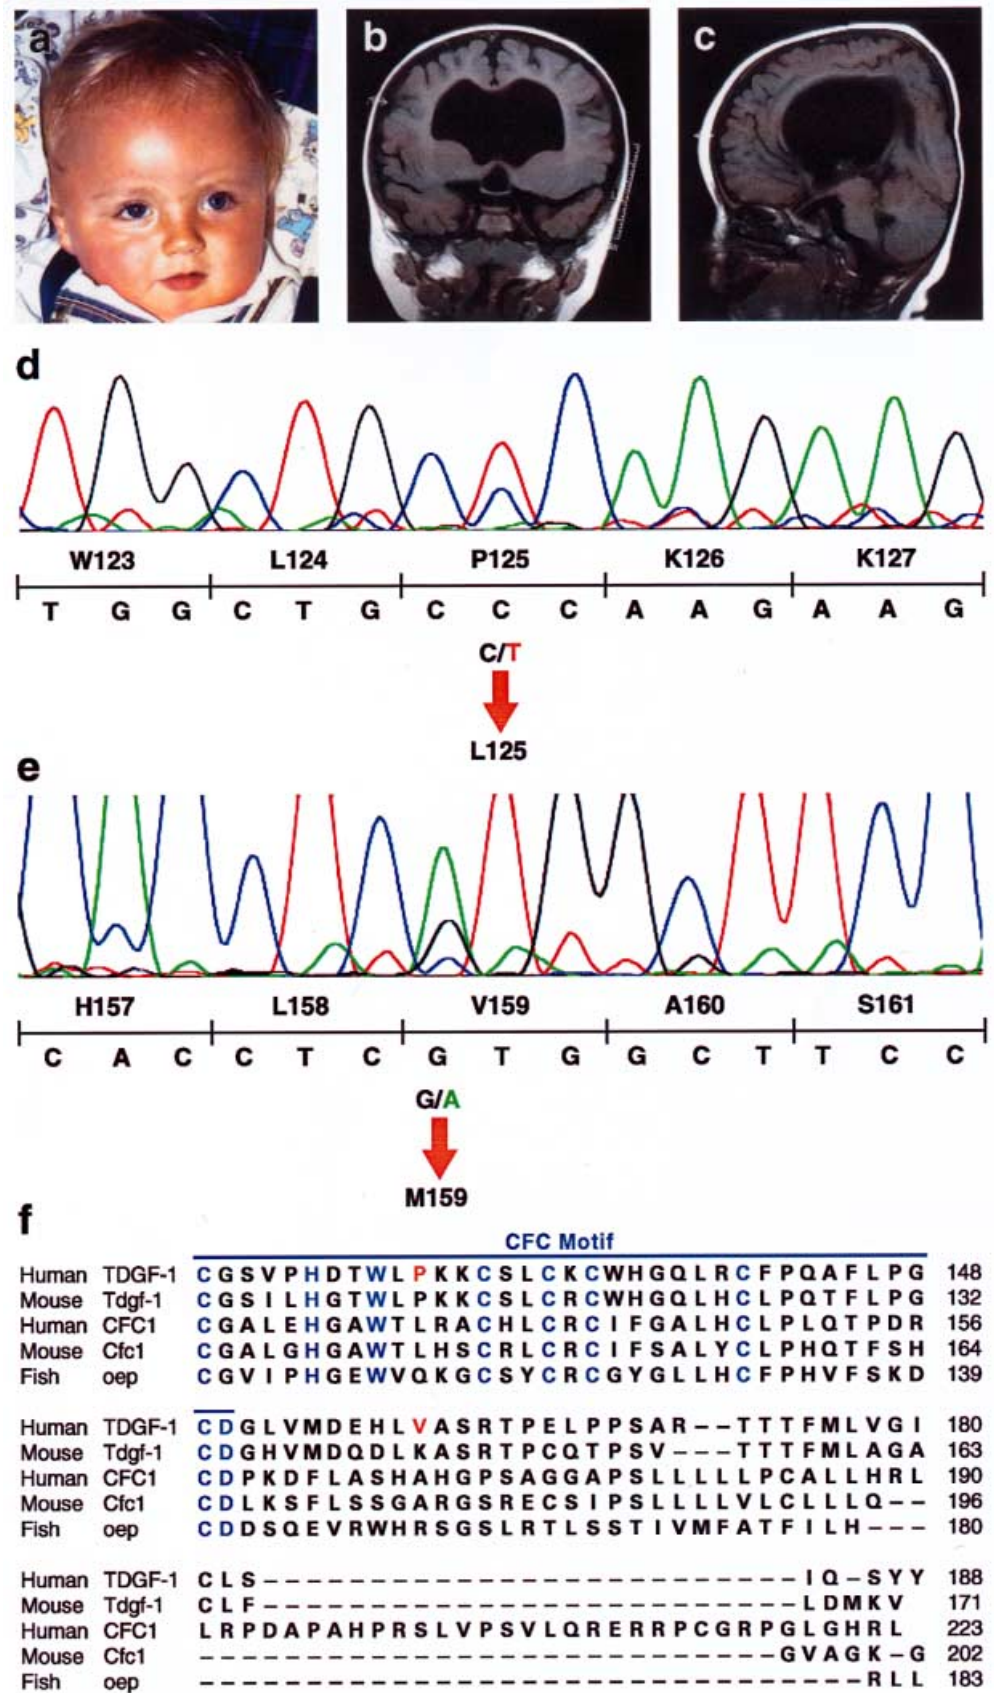 a
b
c
d
W123 L124 P125 K126 K127
T G G C T G C C C A A G A A G
C/T
L125
e
H157 L158 V159 A160 S161
C A C C T C G T G G C T T C C
G/A
M159
f
CFC Motif
Human TDGF-1 C G S V P H D T W L P K K C S L C K C W H G Q L R C F P Q A F L P G 148
Mouse Tdgf-1 C G S I L H G T W L P K K C S L C R C W H G Q L H C L P Q T F L P G 132
Human CFC1 C G A L E H G A W T L R A C H L C R C I F G A L H C L P L Q T P D R 156
Mouse Cfc1 C G A L G H G A W T L H S C R L C R C I F S A L Y C L P H Q T F S H 164
Fish oep C G V I P H G E W V Q K G C S Y C R C G Y G L L H C F P H V F S K D 139
Human TDGF-1 C D G L V M D E H L V A S R T P E L P P S A R – – T T T F M L V G I 180
Mouse Tdgf-1 C D G H V M D Q D L K A S R T P C Q T P S V – – – T T T F M L A G A 163
Human CFC1 C D P K D F L A S H A H G P S A G G A P S L L L L L L P C A L L H R L 190
Mouse Cfc1 C D L K S F L S S G A R G S R E C S I P S L L L L V L C L L L Q – – 196
Fish oep C D D S Q E V R W H R S G S L R T L S S T I V M F A T F I L H – – – 180
Human TDGF-1 C L S – – – – – – – – – – – – – – – – – – – – – – – – – I Q – S Y Y 188
Mouse Tdgf-1 C L F – – – – – – – – – – – – – – – – – – – – – – – – – L D M K V 171
Human CFC1 L R P D A P A H P R S L V P S V L Q R E R R P C G R P G L G H R L 223
Mouse Cfc1 – – – – – – – – – – – – – – – – – – – – – – – – – – – G V A G K – G 202
Fish oep – – – – – – – – – – – – – – – – – – – – – – – – – – – – – – – R L L 183